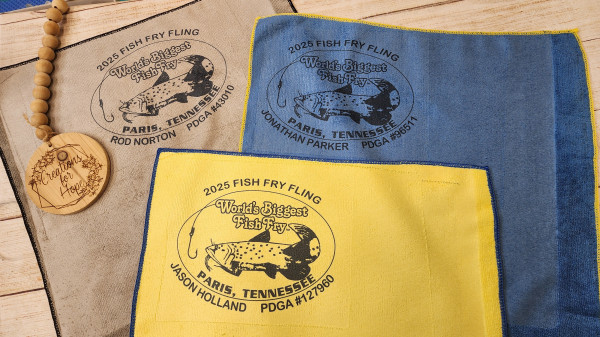 2025 FISH FRY FLING
World's Biggest
Fish Fry
PARIS, TENNESSEE
ROD NORTON PDGA #43010
2025 FISH FRY FLING
World's Biggest
Fish Fry
PARIS, TENNESSEE
JONATHAN PARKER PDGA #96511
Creations
for
Hope
2025 FISH FRY FLING
World's Biggest
Fish Fry
PARIS, TENNESSEE
JASON HOLLAND PDGA #127960